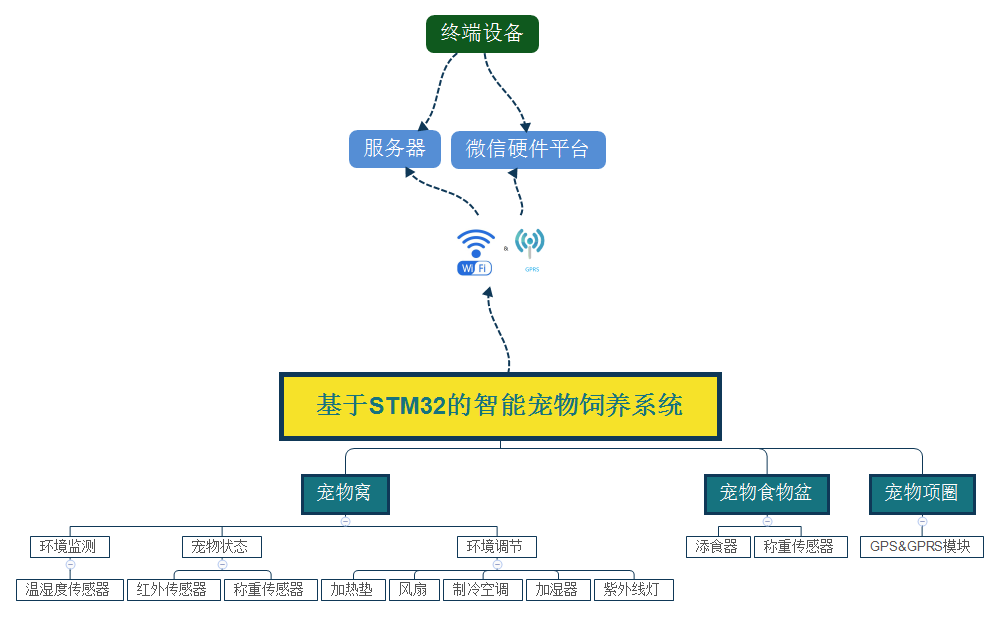 终端设备
服务器
微信硬件平台
WiFi
&
GPRS
基于STM32的智能宠物饲养系统
宠物窝
宠物食物盆
宠物项圈
环境监测
宠物状态
环境调节
添食器
称重传感器
GPS&GPRS模块
温湿度传感器
红外传感器
称重传感器
加热垫
风扇
制冷空调
加湿器
紫外线灯